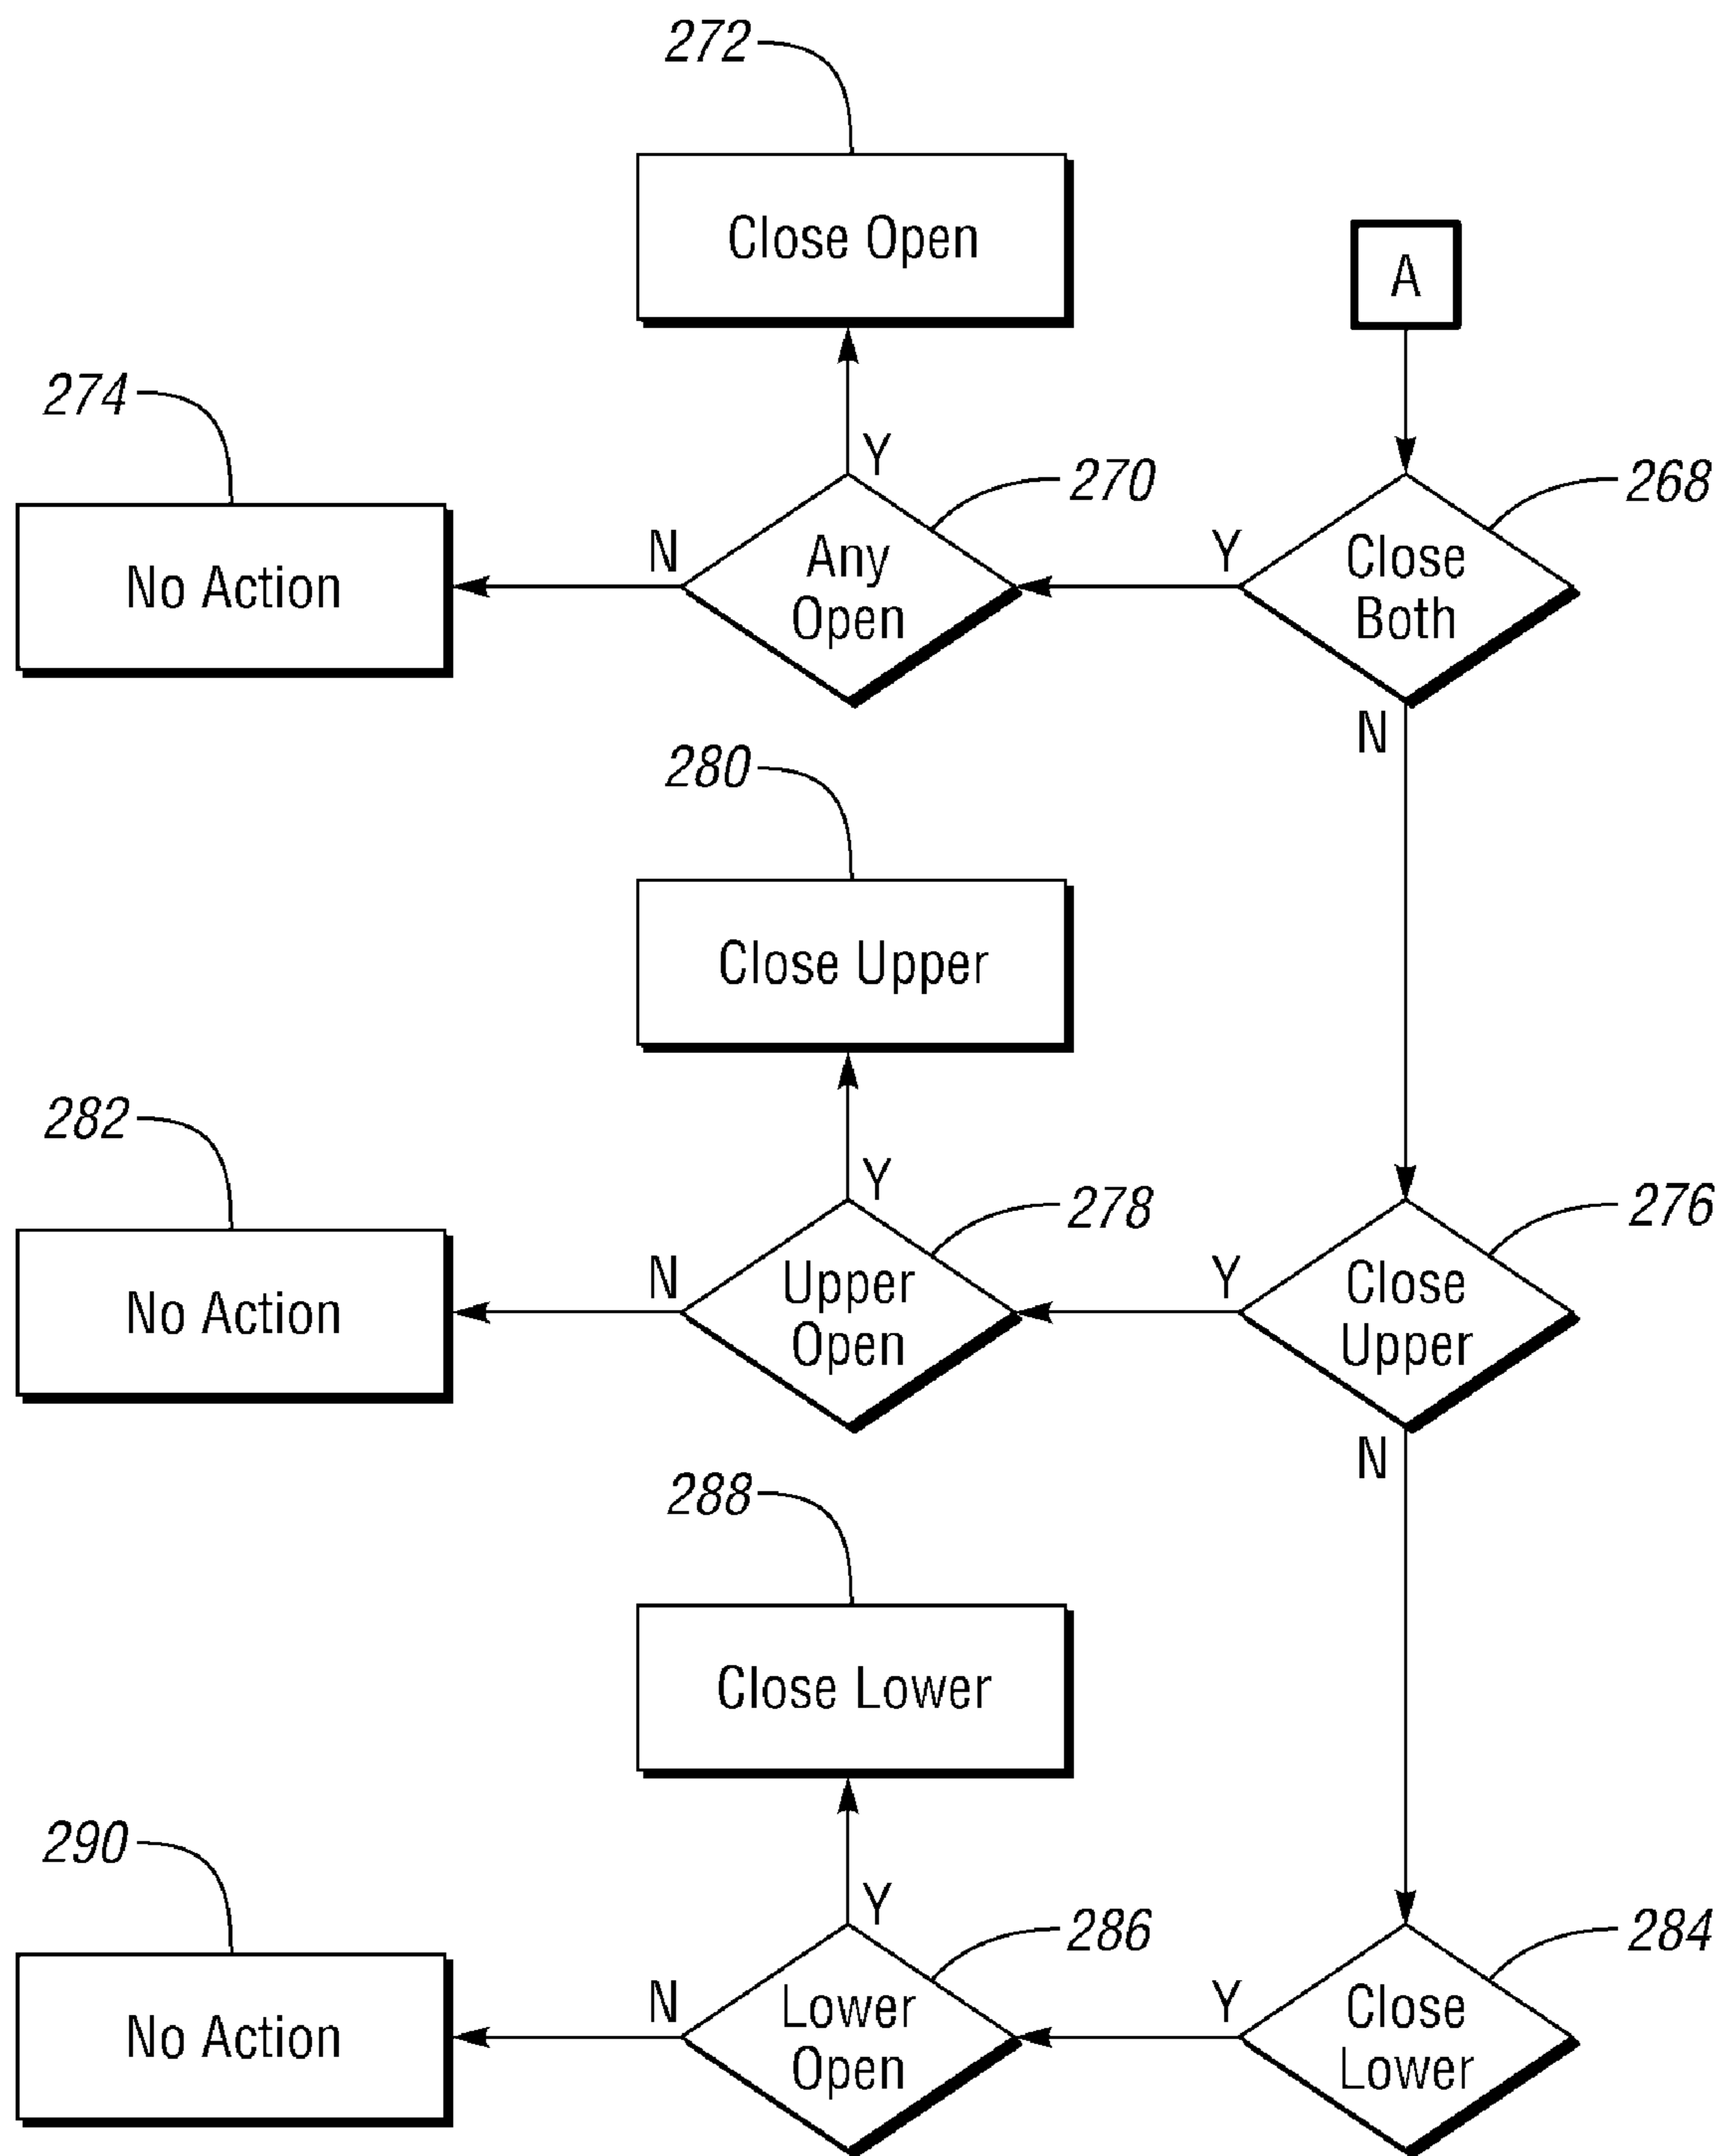 272
Close Open
A
274
Y
270
268
No Action
N
Any
Open
Y
Close
Both
N
280
Close Upper
282
Y
278
276
No Action
N
Upper
Open
Y
Close
Upper
N
288
Close Lower
290
Y
286
284
No Action
N
Lower
Open
Y
Close
Lower